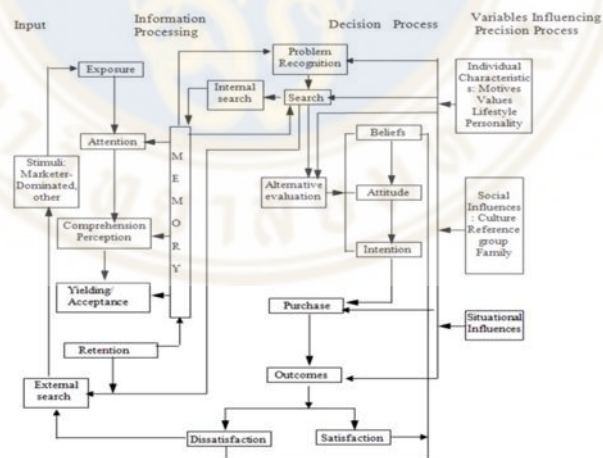 Input
Information
Processing
Decision Process
Variables Influencing
Precision Process
Exposure
Attention
Stimuli:
Marketer-
Dominated,
other
Comprehension
Perception
Yielding/
Acceptance
Retention
External
search
Internal
search
M
E
M
O
R
Y
Problem
Recognition
Search
Alternative
evaluation
Beliefs
Attitude
Intention
Purchase
Outcomes
Dissatisfaction
Satisfaction
Individual
Characteristic
s: Motives
Values
Lifestyle
Personality
Social
Influences
: Culture
Reference
group
Family
Situational
Influences